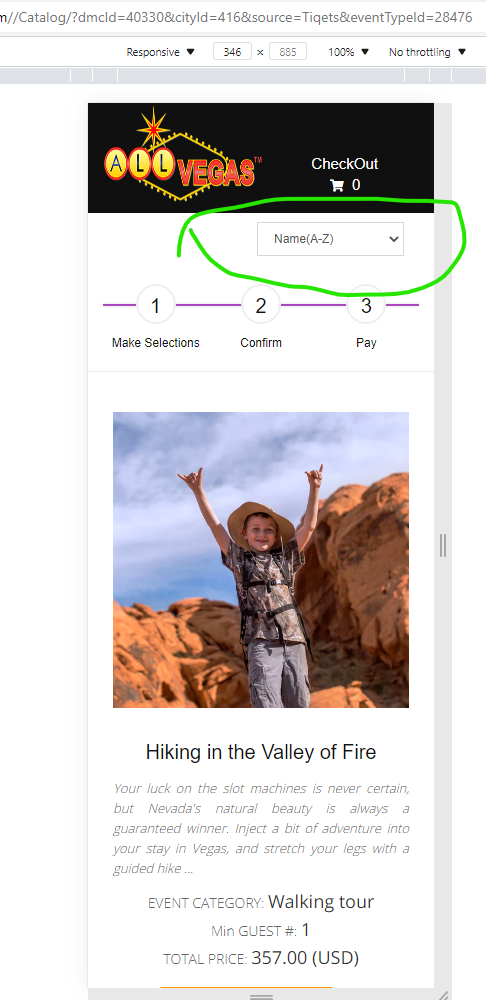 m//Catalog/?dmcId=40330&cityId=416&source=Tiqets&eventTypeId=28476
Responsive ▼ 346 × 885 100% ▼ No throttling ▼
ALL VEGAS TM
CheckOut
0
Name(A-Z)
1 2 3
Make Selections Confirm Pay
Hiking in the Valley of Fire
Your luck on the slot machines is never certain,
but Nevada's natural beauty is always a
guaranteed winner. Inject a bit of adventure into
your stay in Vegas, and stretch your legs with a
guided hike ...
EVENT CATEGORY: Walking tour
Min GUEST #: 1
TOTAL PRICE: 357.00 (USD)